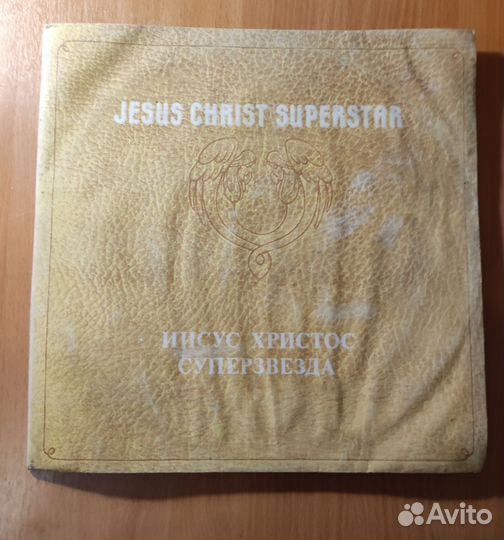 JESUS CHRIST SUPERSTAR
ИИСУС ХРИСТОС
СУПЕРЗВЕЗДА
Avito